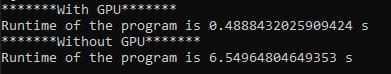 *******With GPU*******
Runtime of the program is 0.4888432025909424 s
*******Without GPU*******
Runtime of the program is 6.54964804649353 s